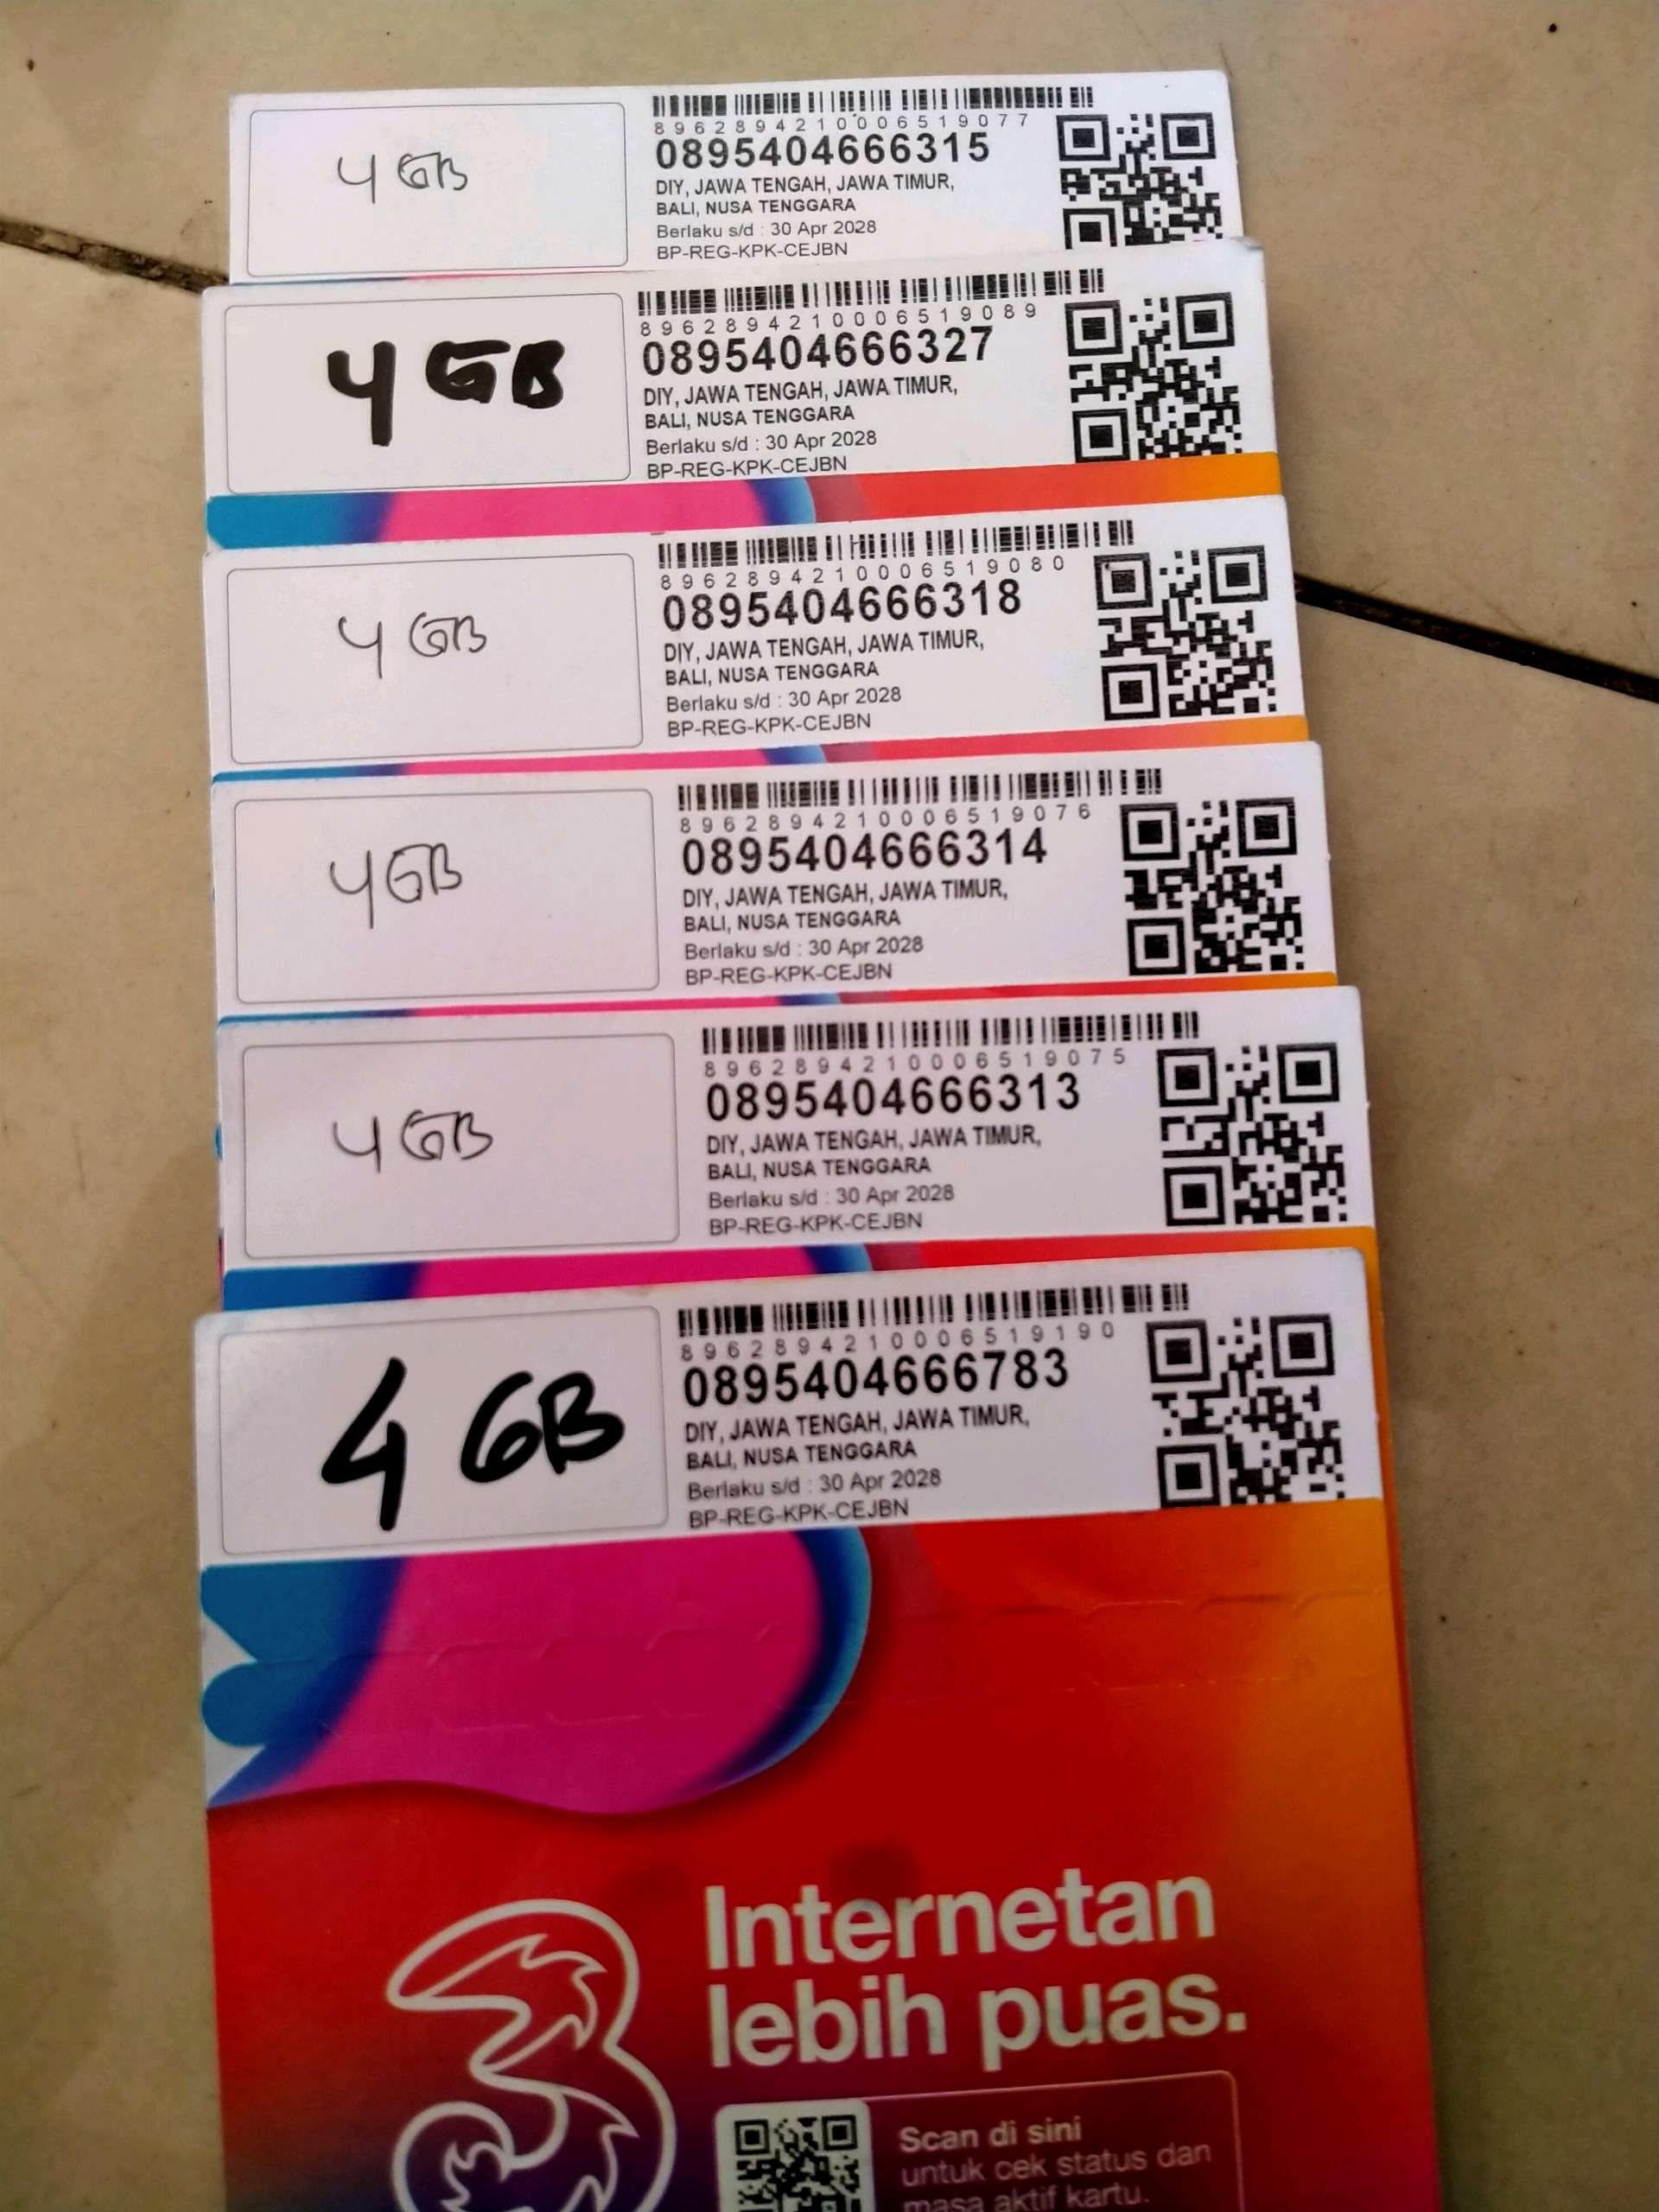 4 GB
8962894210006519077
0895404666315
DIY, JAWA TENGAH, JAWA TIMUR,
BALI, NUSA TENGGARA
Berlaku s/d : 30 Apr 2028
BP-REG-KPK-CEJBN
4 GB
8962894210006519089
0895404666327
DIY, JAWA TENGAH, JAWA TIMUR,
BALI, NUSA TENGGARA
Berlaku s/d : 30 Apr 2028
BP-REG-KPK-CEJBN
4 GB
8962894210006519080
0895404666318
DIY, JAWA TENGAH, JAWA TIMUR,
BALI, NUSA TENGGARA
Berlaku s/d : 30 Apr 2028
BP-REG-KPK-CEJBN
4 GB
8962894210006519076
0895404666314
DIY, JAWA TENGAH, JAWA TIMUR,
BALI, NUSA TENGGARA
Berlaku s/d : 30 Apr 2028
BP-REG-KPK-CEJBN
4 GB
8962894210006519075
0895404666313
DIY, JAWA TENGAH, JAWA TIMUR,
BALI, NUSA TENGGARA
Berlaku s/d : 30 Apr 2028
BP-REG-KPK-CEJBN
4 GB
8962894210006519190
0895404666783
DIY, JAWA TENGAH, JAWA TIMUR,
BALI, NUSA TENGGARA
Berlaku s/d : 30 Apr 2028
BP-REG-KPK-CEJBN
3
Internetan
lebih puas.
Scan di sini
untuk cek status dan
masa aktif kartu.